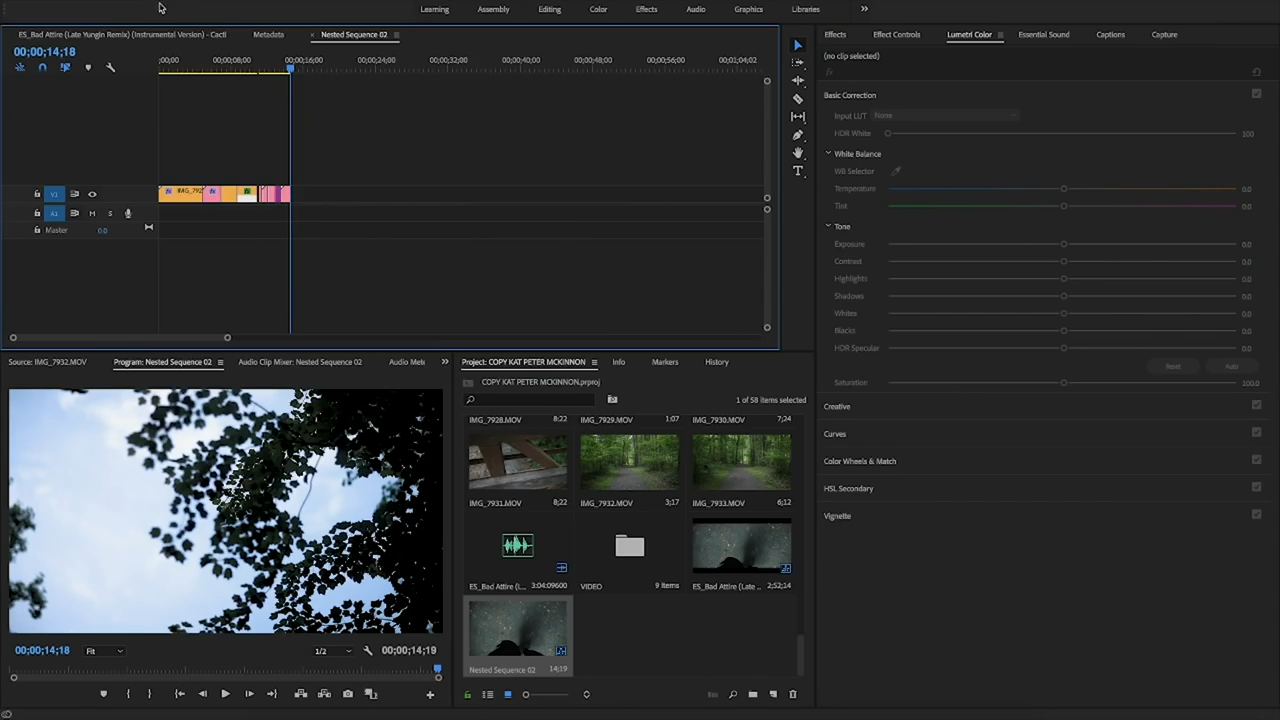 Learning Assembly Editing Color Effects Audio Graphics Libraries
ES_Bad Attire (Late Yungin Remix) (Instrumental Version) - Cacti Metadata Nested Sequence 02
Effects Effect Controls Lumetri Color Essential Sound Captions Capture
00;00;14;18
;00;00 00;00;08;00 00;00;16;00 00;00;24;00 00;00;32;00 00;00;40;00 00;00;48;00 00;00;56;00 00;01;04;02
(no clip selected)
fx
Basic Correction
Input LUT None
HDR White 100
White Balance
WB Selector
Temperature 0.0
Tint 0.0
Tone
Exposure 0.0
Contrast 0.0
Highlights 0.0
Shadows 0.0
Whites 0.0
Blacks 0.0
HDR Specular 0.0
Reset Auto
Saturation 100.0
Creative
Curves
Color Wheels & Match
HSL Secondary
Vignette
V1 fx IMG_792 fx fx
A1 M S
Master 0.0
Source: IMG_7932.MOV Program: Nested Sequence 02 Audio Clip Mixer: Nested Sequence 02 Audio Met
00;00;14;18 Fit 1/2 00;00;14;19
Project: COPY KAT PETER MCKINNON Info Markers History
COPY KAT PETER MCKINNON.prproj
1 of 58 items selected
IMG_7928.MOV 8;22 IMG_7929.MOV 1;07 IMG_7930.MOV 7;24
IMG_7931.MOV 8;22 IMG_7932.MOV 3;17 IMG_7933.MOV 6;12
ES_Bad Attire (L... 3:04:09600 VIDEO 9 Items ES_Bad Attire (Late ... 2;52;14
Nested Sequence 02 14;19